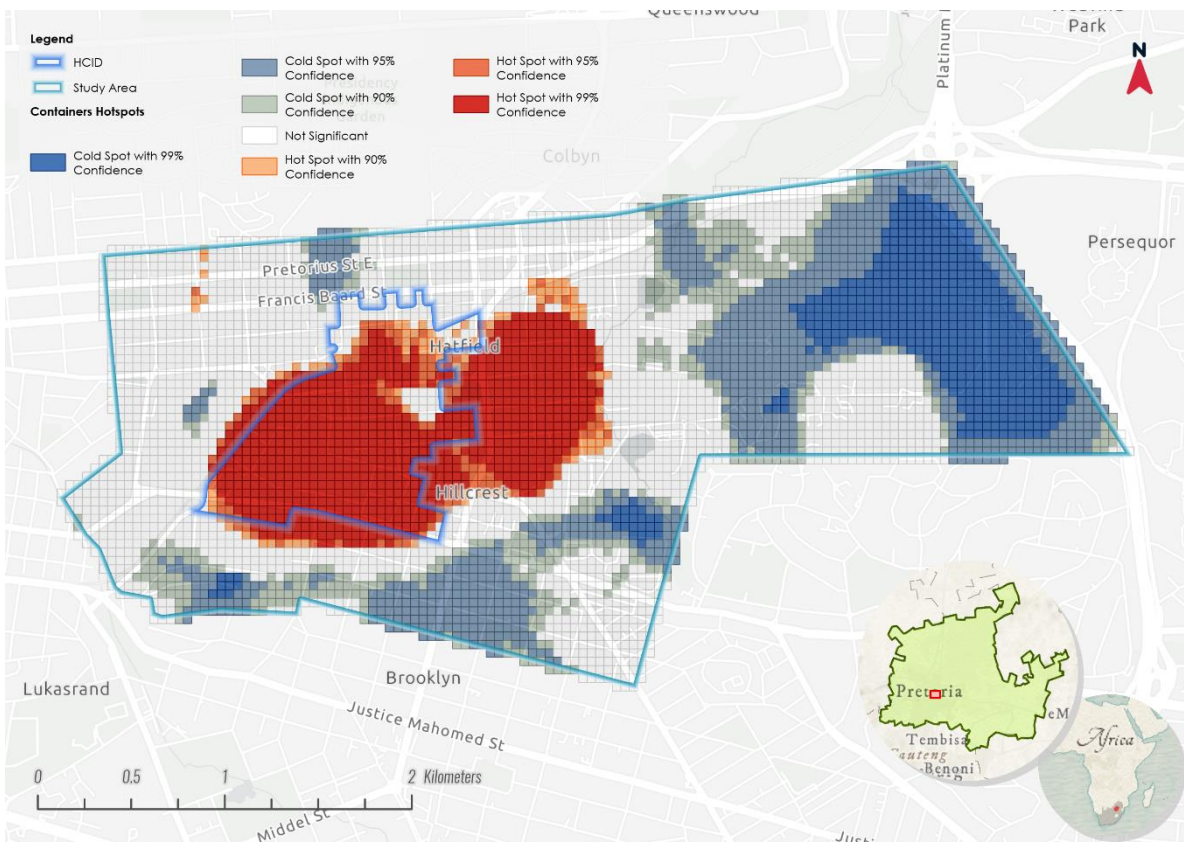 Queenswood
Park
Platinum
N
Legend
HCID
Study Area
Containers Hotspots
Cold Spot with 99%
Confidence
Cold Spot with 95%
Confidence
Cold Spot with 90%
Confidence
Not Significant
Hot Spot with 90%
Confidence
Hot Spot with 95%
Confidence
Hot Spot with 99%
Confidence
Colbyn
Persequor
Pretorius St E
Francis Baard St
Hatfield
Hillcrest
Brooklyn
Lukasrand
Justice Mahomed St
Middel St
0 0.5 1 2 Kilometers
Pretoria
Tembisa
Gauteng
Benoni
eM
Africa